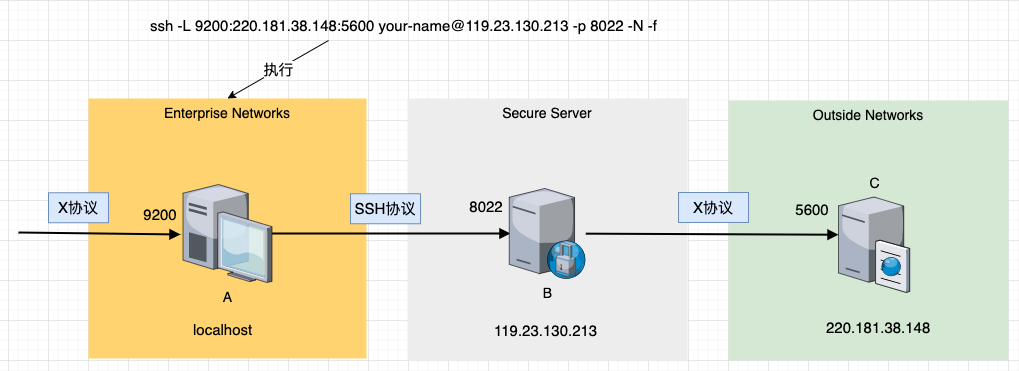 ssh -L 9200:220.181.38.148:5600 your-name@119.23.130.213 -p 8022 -N -f
执行
Enterprise Networks
Secure Server
Outside Networks
X协议
9200
SSH协议
8022
X协议
5600
C
A
B
localhost
119.23.130.213
220.181.38.148